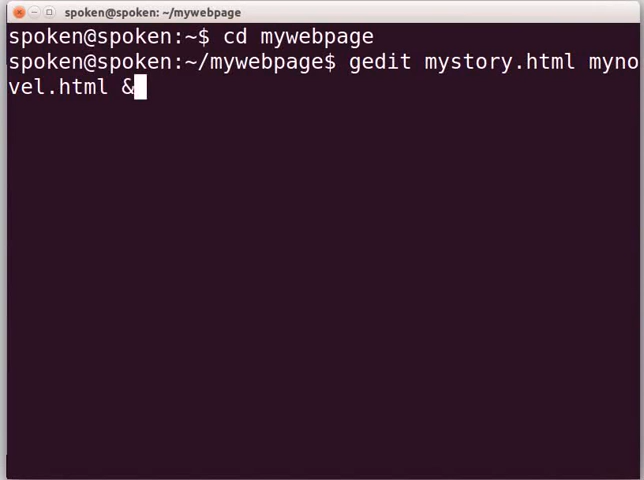 spoken@spoken: ~/mywebpage
spoken@spoken:~$ cd mywebpage
spoken@spoken:~/mywebpage$ gedit mystory.html myno
vel.html &